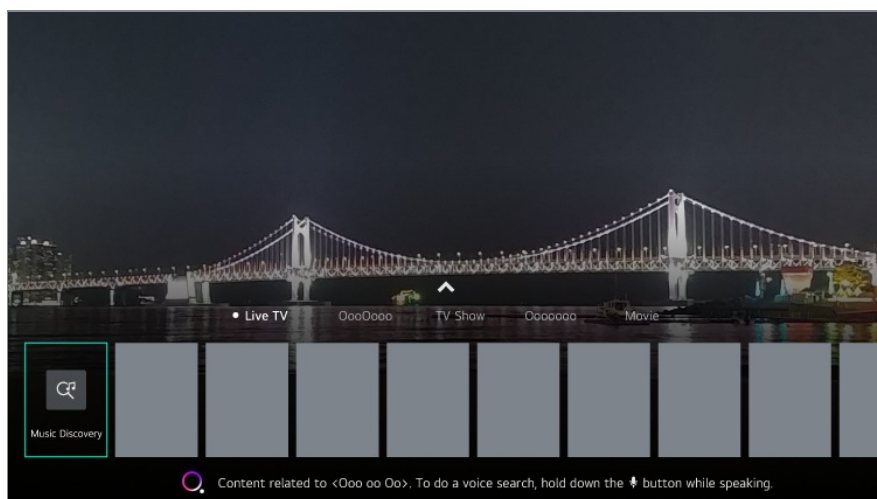 Live TV OooOooo TV Show Ooooooo Movie
Music Discovery
Content related to <Ooo oo Oo>. To do a voice search, hold down the button while speaking.